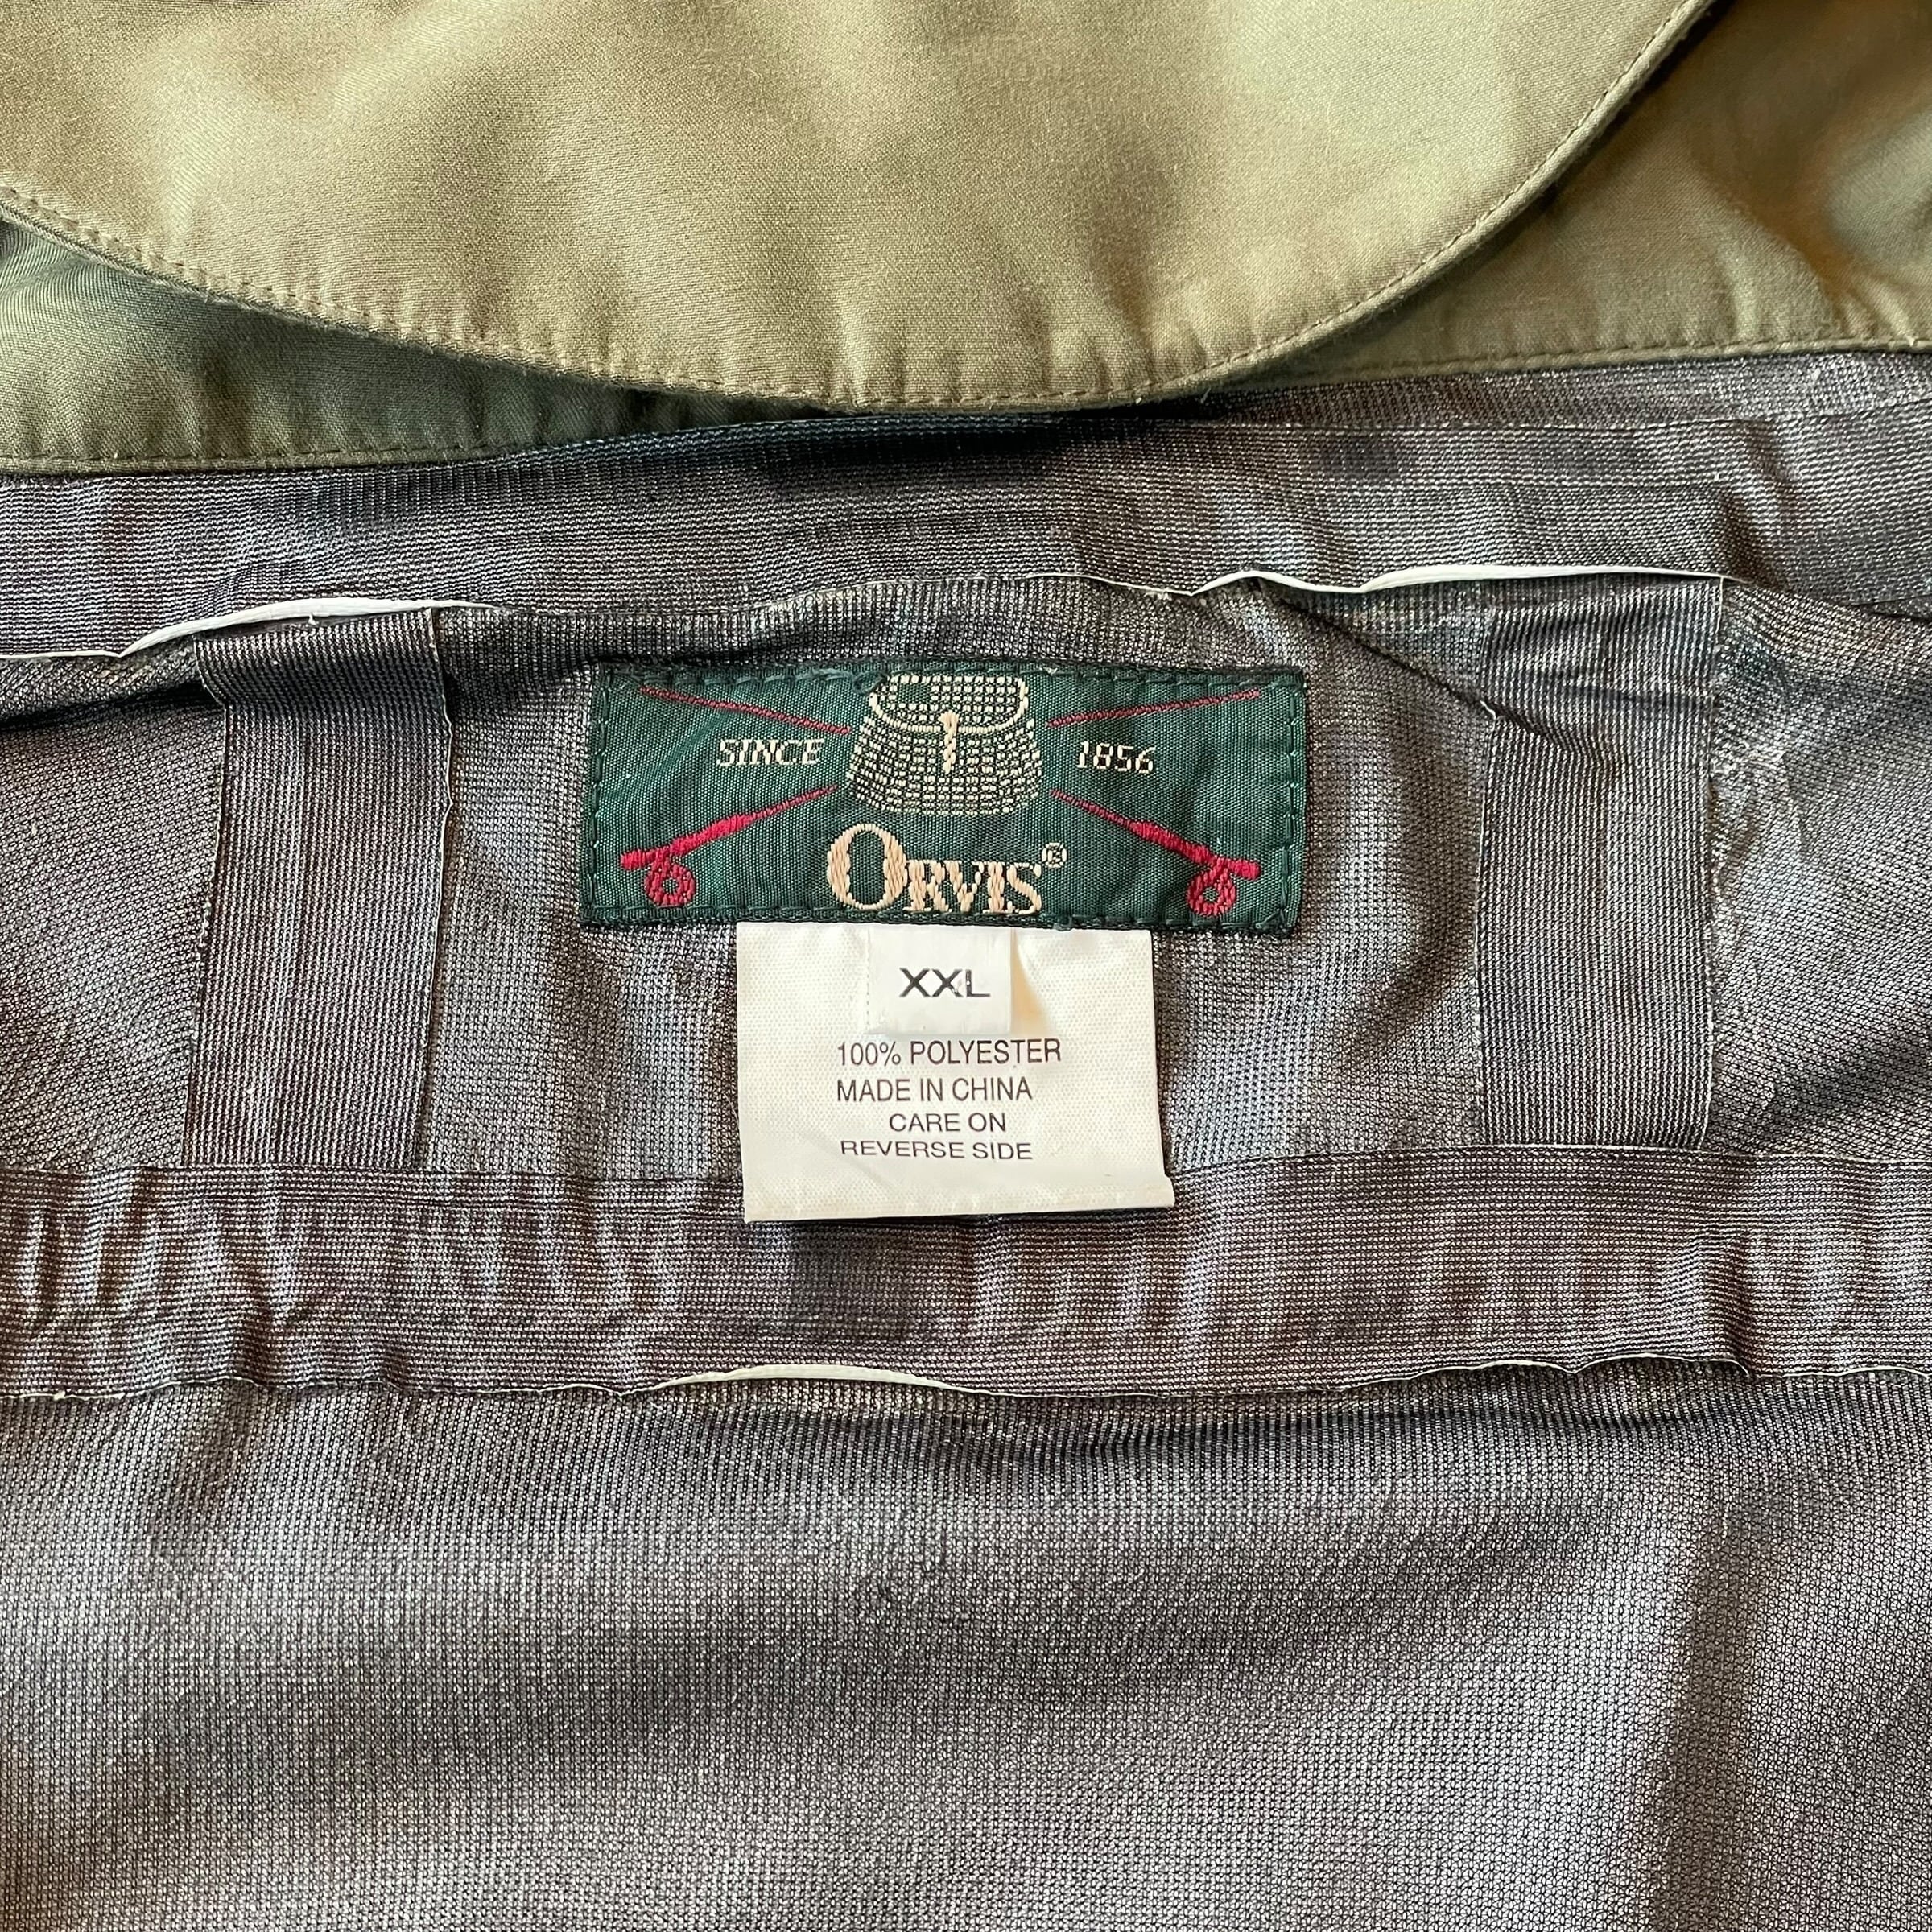 SINCE 1856
ORVIS®
XXL
100% POLYESTER
MADE IN CHINA
CARE ON
REVERSE SIDE